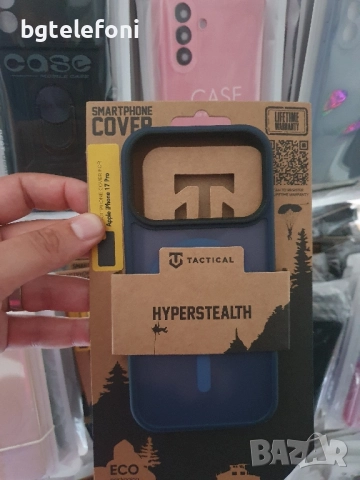 bgtelefoni
case
CASE
SMARTPHONE
COVER
LIFETIME
WARRANTY
Apple iPhone 17 Pro
TACTICAL
HYPERSTEALTH
ECO
BAZAR